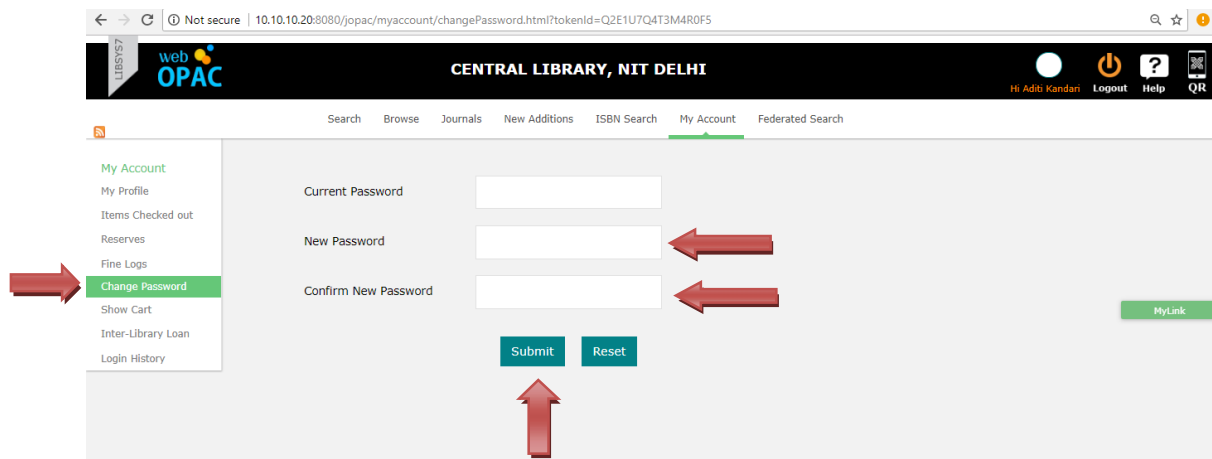 Not secure | 10.10.10.20:8080/jopac/myaccount/changePassword.html?tokenId=Q2E1U7Q4T3M4R0F5
LIBSYS7
web
OPAC
CENTRAL LIBRARY, NIT DELHI
Hi Aditi Kandari Logout Help QR
?
Search Browse Journals New Additions ISBN Search My Account Federated Search
My Account
My Profile
Items Checked out
Reserves
Fine Logs
Change Password
Show Cart
Inter-Library Loan
Login History
Current Password
New Password
Confirm New Password
Submit Reset
MyLink